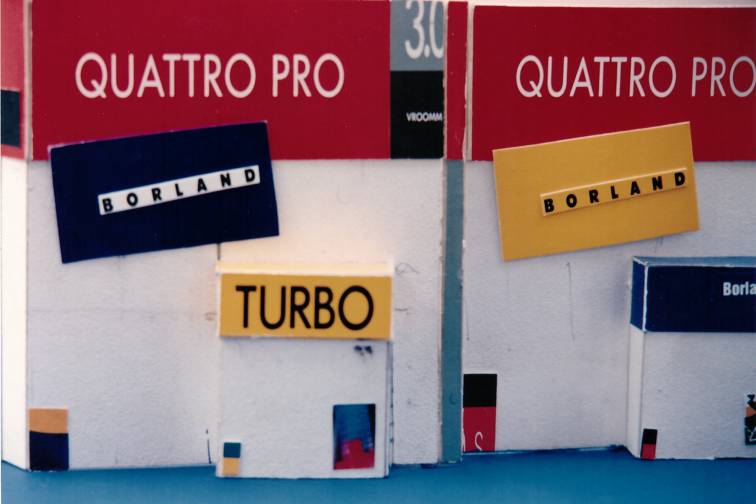 QUATTRO PRO
3.0
VROOMM
BORLAND
TURBO
QUATTRO PRO
BORLAND
Borla